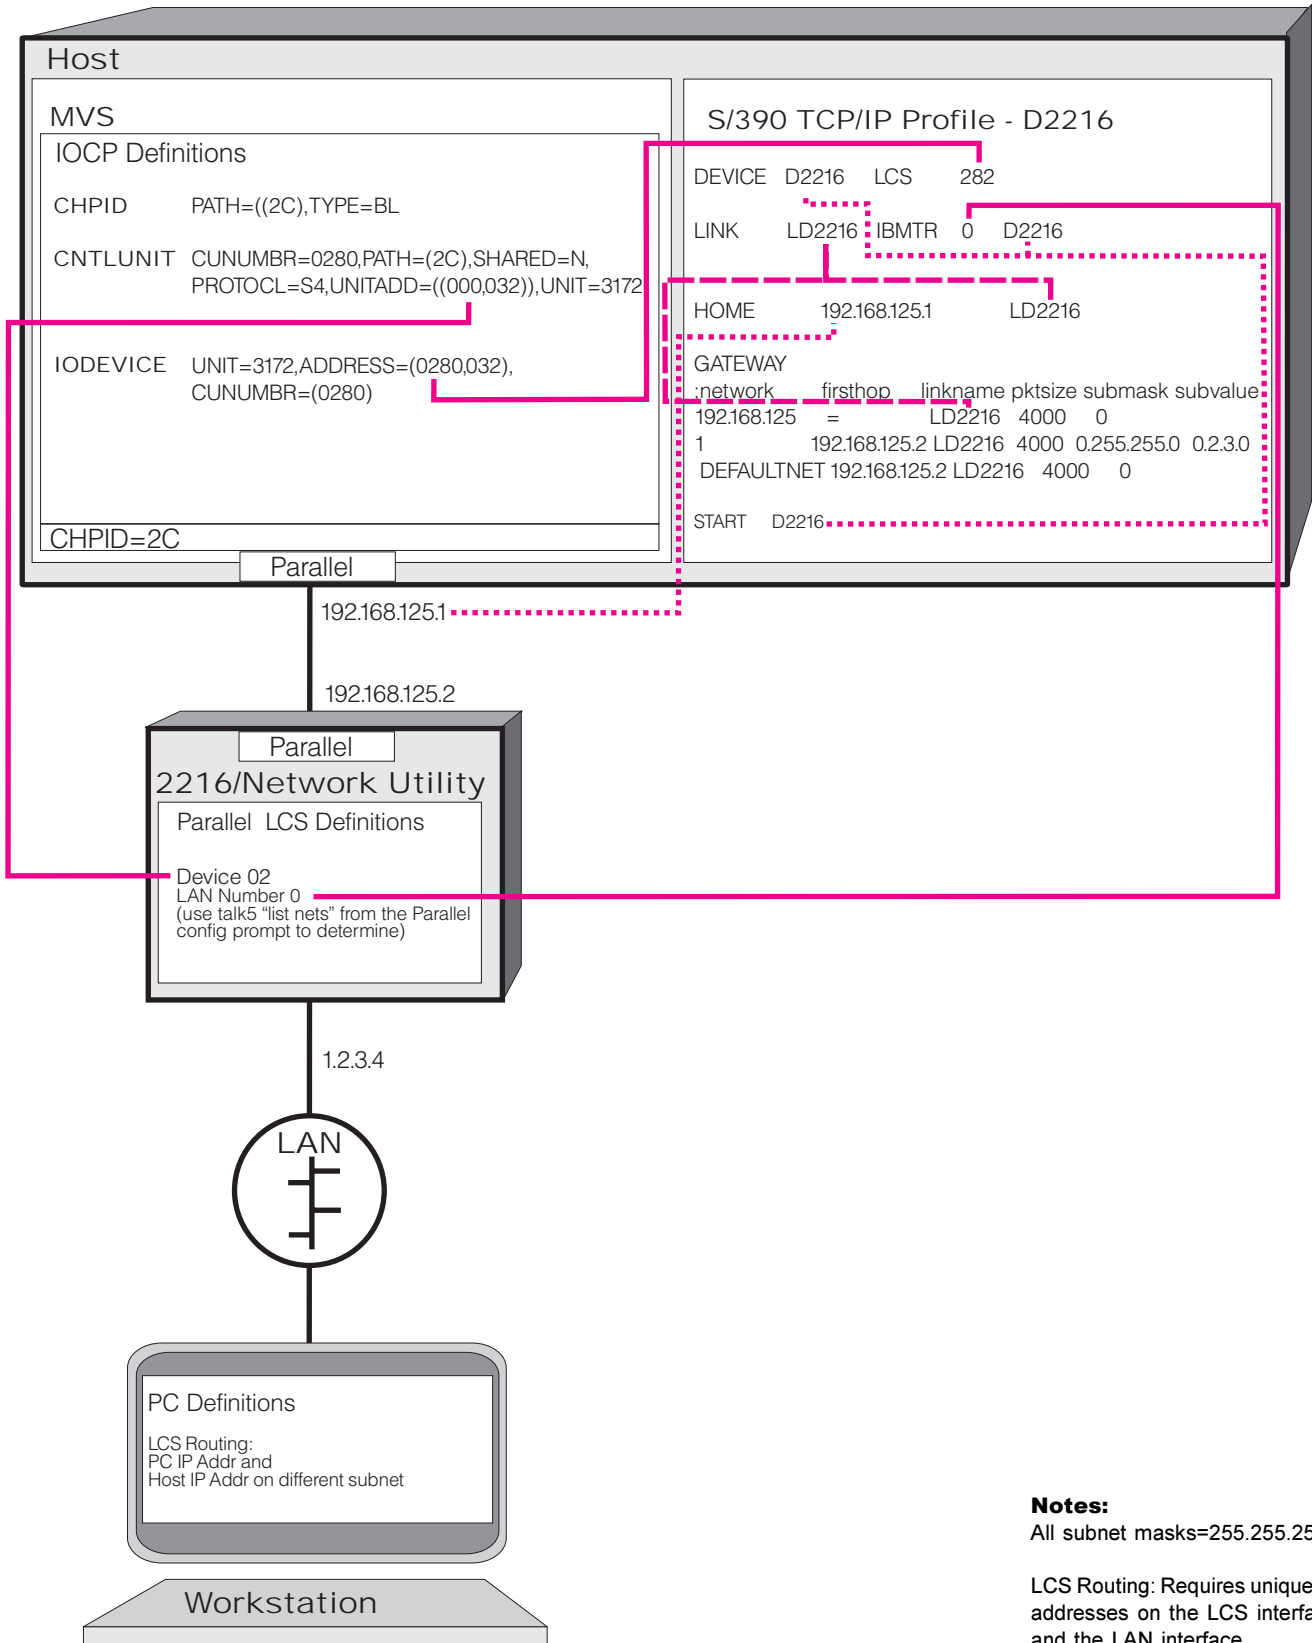 Host
MVS
IOCP Definitions
CHPID PATH=((2C),TYPE=BL
CNTLUNIT CUNUMBR=0280,PATH=(2C),SHARED=N,
PROTOCL=S4,UNITADD=((000,032)),UNIT=3172
IODEVICE UNIT=3172,ADDRESS=(0280,032),
CUNUMBR=(0280)
CHPID=2C
Parallel
S/390 TCP/IP Profile - D2216
DEVICE D2216 LCS 282
LINK LD2216 IBMTR 0 D2216
HOME 192.168.125.1 LD2216
GATEWAY
;network firsthop linkname pktsize submask subvalue
192.168.125 = LD2216 4000 0
1 192.168.125.2 LD2216 4000 0.255.255.0 0.2.3.0
DEFAULTNET 192.168.125.2 LD2216 4000 0
START D2216
192.168.125.1
192.168.125.2
Parallel
2216/Network Utility
Parallel LCS Definitions
Device 02
LAN Number 0
(use talk5 “list nets” from the Parallel
config prompt to determine)
1.2.3.4
LAN
PC Definitions
LCS Routing:
PC IP Addr and
Host IP Addr on different subnet
Workstation
Notes:
All subnet masks=255.255.25
LCS Routing: Requires unique
addresses on the LCS interfa
and the LAN interface